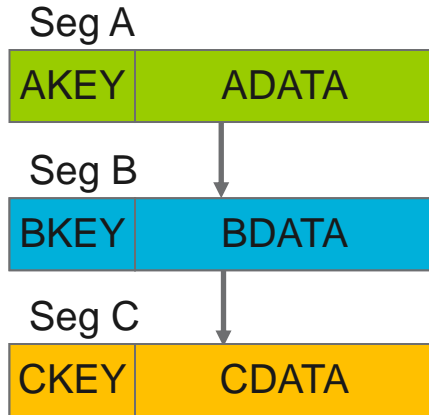 Seg A
AKEY ADATA
Seg B
BKEY BDATA
Seg C
CKEY CDATA